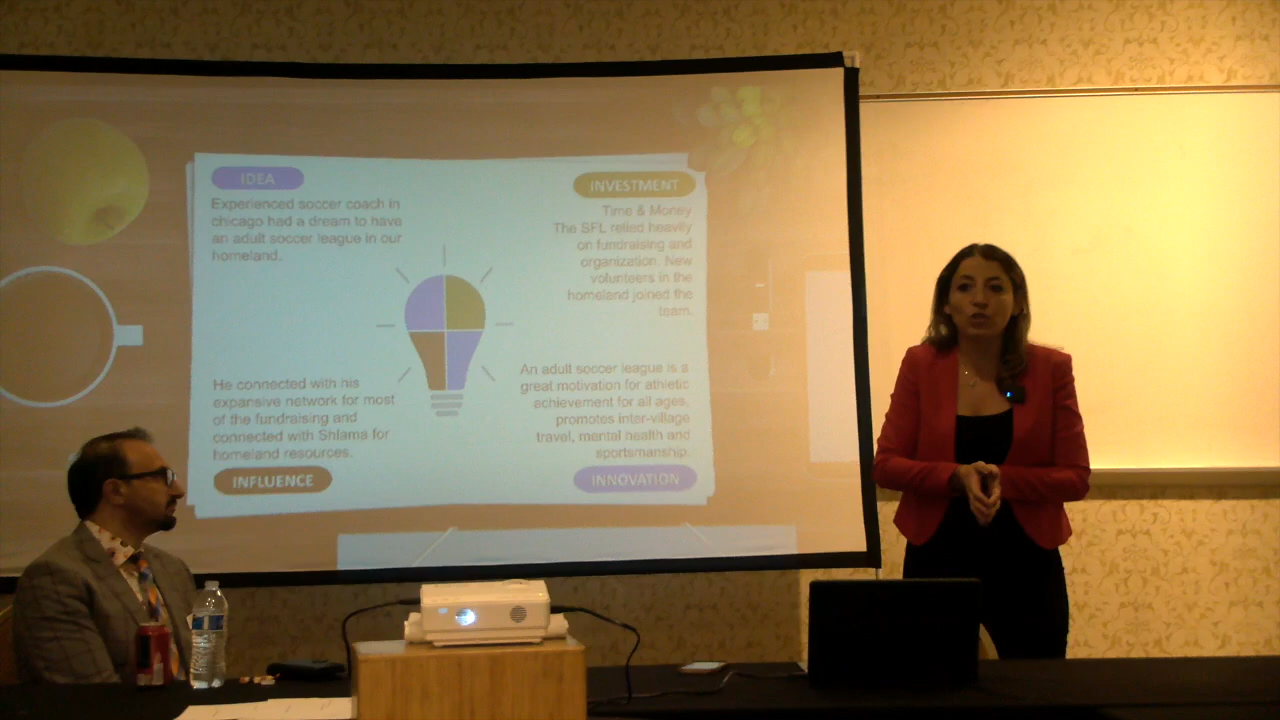 IDEA
Experienced soccer coach in
chicago had a dream to have
an adult soccer league in our
homeland.
INVESTMENT
Time & Money
The SFL relied heavily
on fundraising and
organization. New
volunteers in the
homeland joined the
team.
He connected with his
expansive network for most
of the fundraising and
connected with Shlama for
homeland resources.
INFLUENCE
An adult soccer league is a
great motivation for athletic
achievement for all ages,
promotes inter-village
travel, mental health and
sportsmanship.
INNOVATION